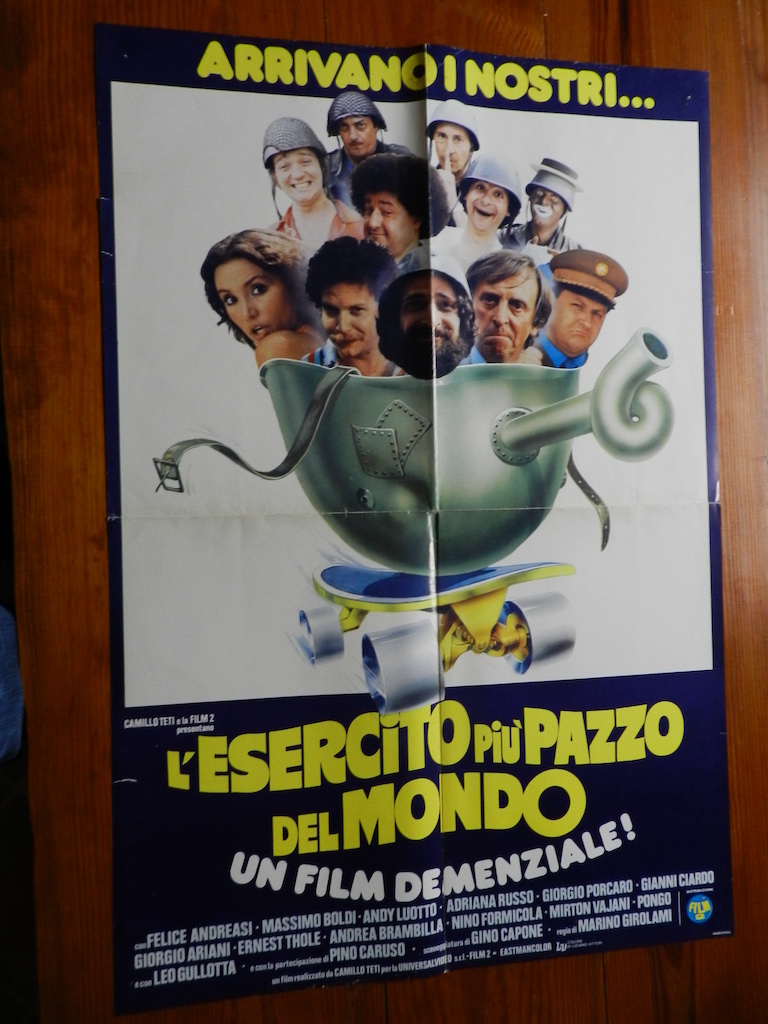 ARRIVANO I NOSTRI...
CAMILLO TETI e la FILM 2
presentano
L'ESERCITO PIÙ PAZZO
DEL MONDO
UN FILM DEMENZIALE!
con FELICE ANDREASI · MASSIMO BOLDI · ANDY LUOTTO · ADRIANA RUSSO · GIORGIO PORCARO · GIANNI CIARDO
GIORGIO ARIANI · ERNEST THOLE · ANDREA BRAMBILLA · NINO FORMICOLA · MIRTON VAJANI · PONGO
e con LEO GULLOTTA · e con la partecipazione di PINO CARUSO · sceneggiatura di GINO CAPONE · regia di MARINO GIROLAMI
un film realizzato da CAMILLO TETI per la UNIVERSALVIDEO s.r.l. - FILM 2 - EASTMANCOLOR
FILM 2